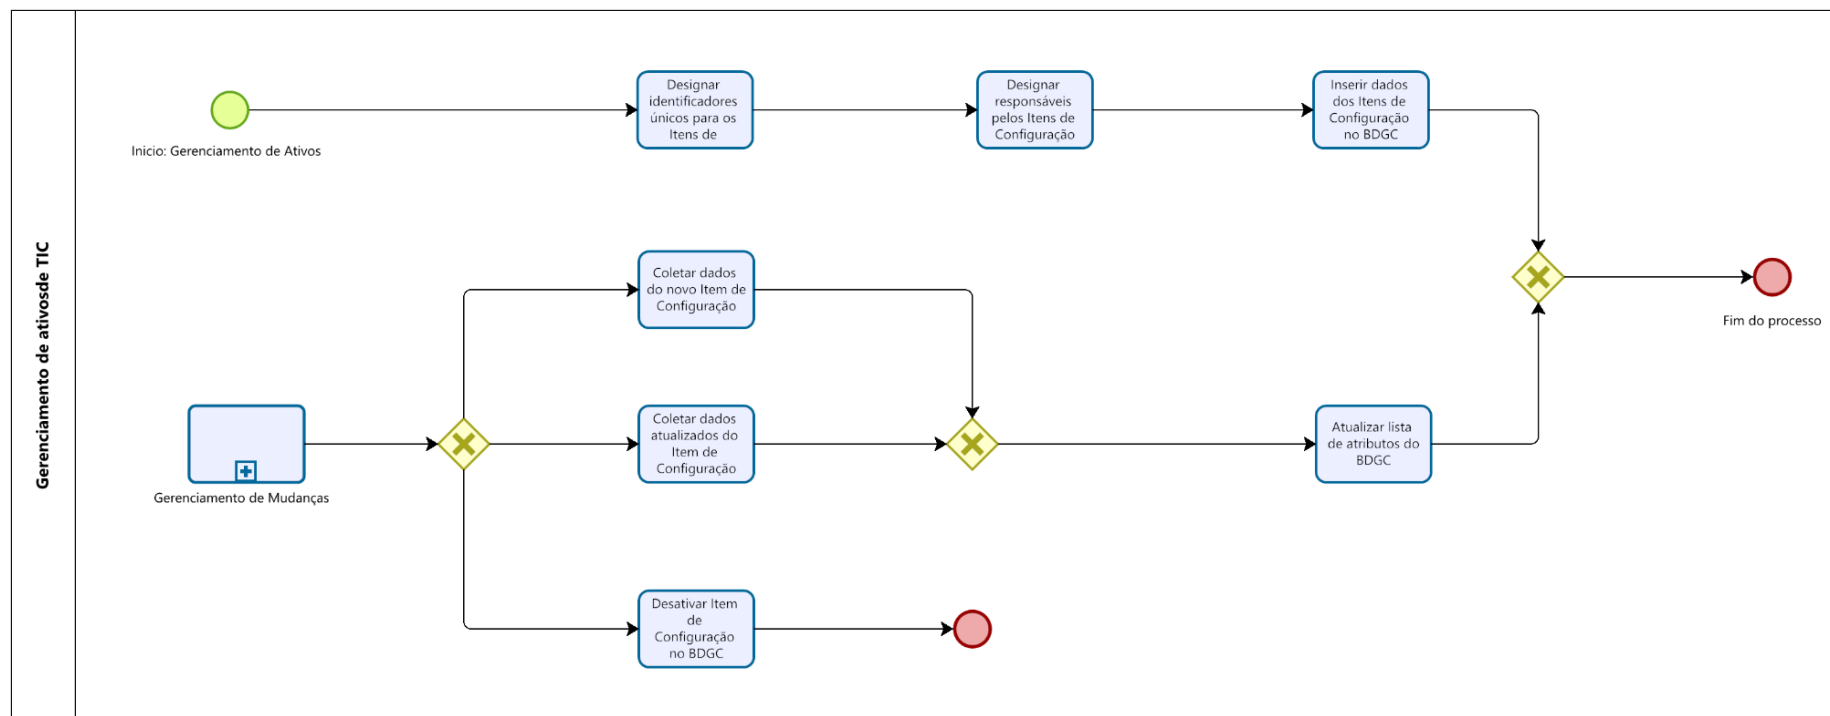 Gerenciamento de ativosde TIC
Designar
identificadores
únicos para os
Itens de
Designar
responsáveis
pelos Itens de
Configuração
Inserir dados
dos Itens de
Configuração
no BDGC
Inicio: Gerenciamento de Ativos
Coletar dados
do novo Item de
Configuração
Fim do processo
Coletar dados
atualizados do
Item de
Configuração
Atualizar lista
de atributos do
BDGC
Gerenciamento de Mudanças
Desativar Item
de
Configuração
no BDGC